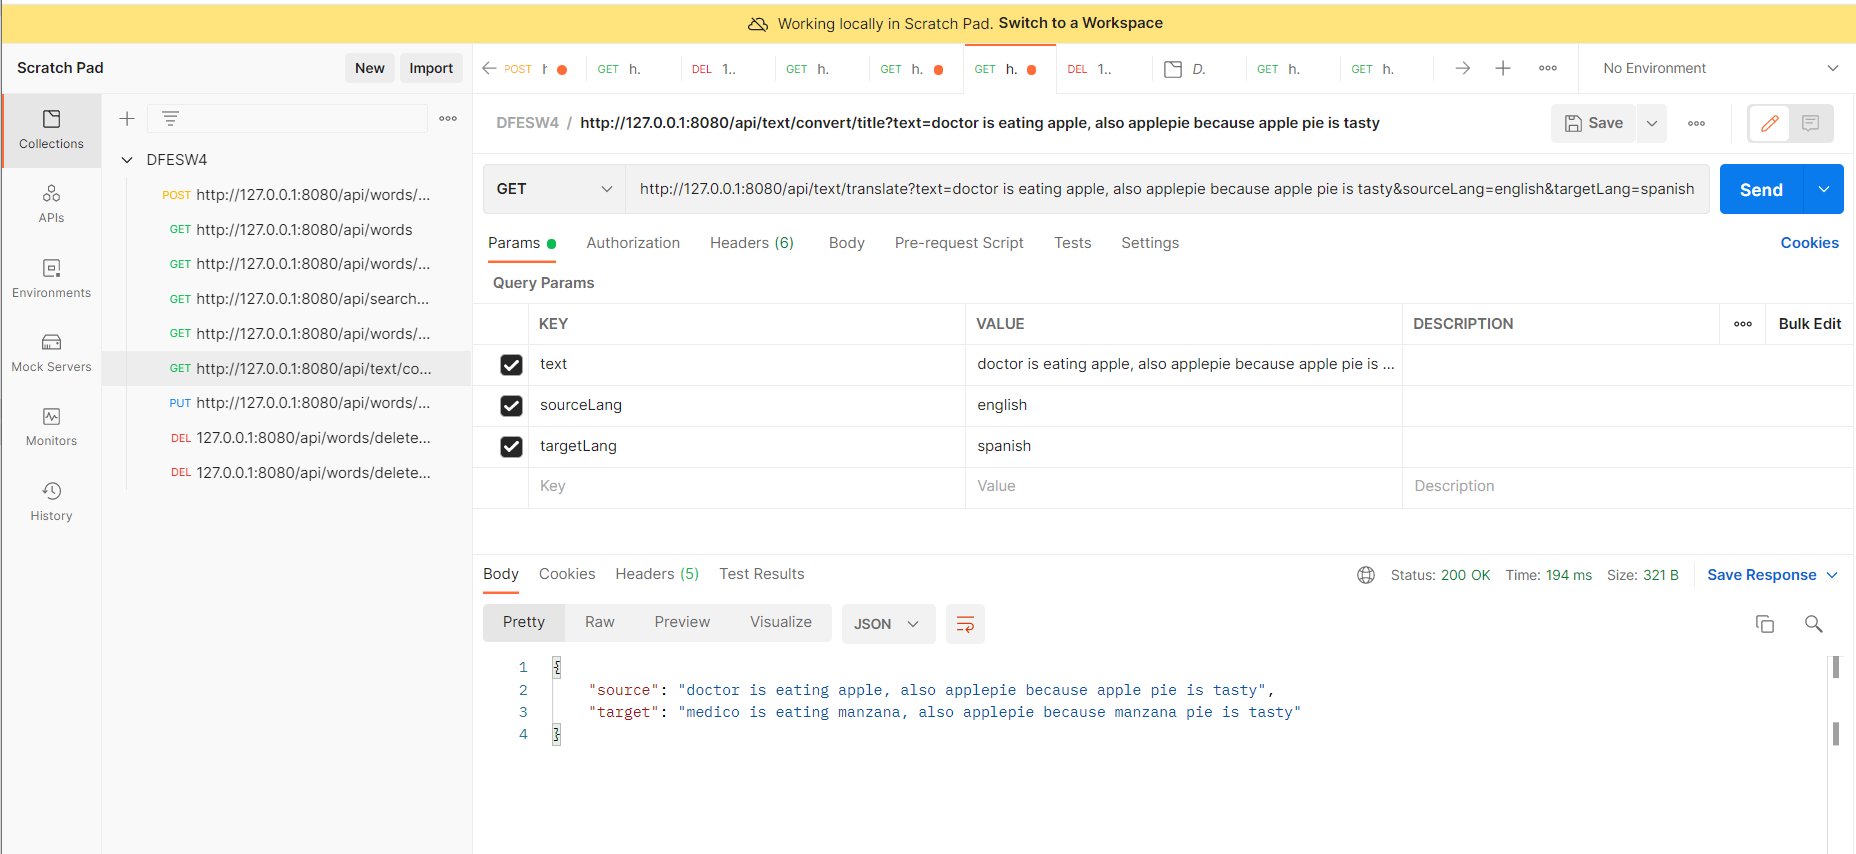 Working locally in Scratch Pad. Switch to a Workspace
Scratch Pad
New
Import
POST h
GET h.
DEL 1..
GET h.
GET h.
GET h.
DEL 1..
D.
GET h.
GET h.
No Environment
Collections
APIs
Environments
Mock Servers
Monitors
History
DFESW4
POST http://127.0.0.1:8080/api/words/...
GET http://127.0.0.1:8080/api/words
GET http://127.0.0.1:8080/api/words/...
GET http://127.0.0.1:8080/api/search...
GET http://127.0.0.1:8080/api/words/...
GET http://127.0.0.1:8080/api/text/co...
PUT http://127.0.0.1:8080/api/words/...
DEL 127.0.0.1:8080/api/words/delete...
DEL 127.0.0.1:8080/api/words/delete...
DFESW4 / http://127.0.0.1:8080/api/text/convert/title?text=doctor is eating apple, also applepie because apple pie is tasty
Save
GET http://127.0.0.1:8080/api/text/translate?text=doctor is eating apple, also applepie because apple pie is tasty&sourceLang=english&targetLang=spanish
Send
Params Authorization Headers (6) Body Pre-request Script Tests Settings Cookies
Query Params
KEY VALUE DESCRIPTION Bulk Edit
text doctor is eating apple, also applepie because apple pie is ...
sourceLang english
targetLang spanish
Key Value Description
Body Cookies Headers (5) Test Results Status: 200 OK Time: 194 ms Size: 321 B Save Response
Pretty Raw Preview Visualize JSON
1 {
2 "source": "doctor is eating apple, also applepie because apple pie is tasty",
3 "target": "medico is eating manzana, also applepie because manzana pie is tasty"
4 }